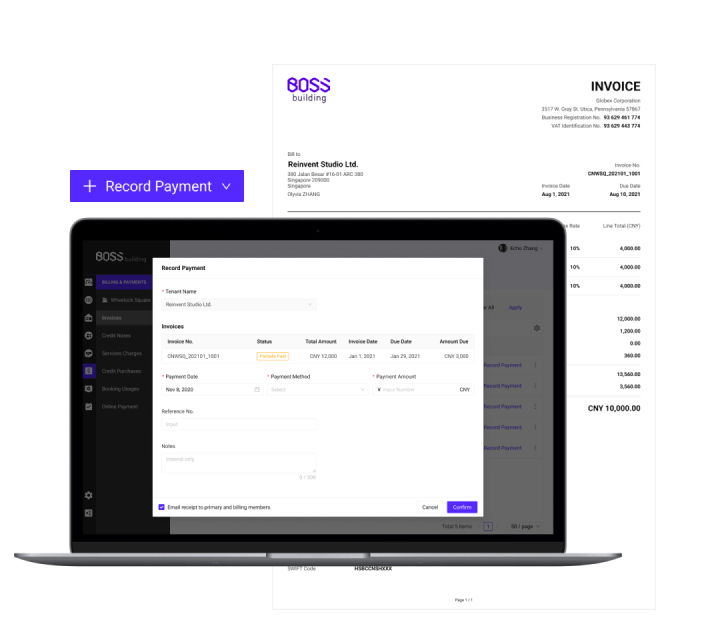 BOSS
building
INVOICE
Globex Corporation
3517 W. Gray St. Utica, Pennsylvania 57867
Business Registration No. 93 629 461 774
VAT Identification No. 93 629 443 774
Bill to
Reinvent Studio Ltd.
Invoice No.
390 Jalan Besar #16-01 ARC 380
CNWSQ_202101_1001
Singapore 209000
Singapore
Invoice Date
Due Date
Olyvia ZHANG
Aug 1, 2021
Aug 10, 2021
Record Payment
Rate
Line Total (CNY)
10%
4,000.00
10%
4,000.00
10%
4,000.00
12,000.00
1,200.00
0.00
360.00
13,560.00
3,560.00
CNY 10,000.00
BOSS building
Echo Zhang
BILLING & PAYMENTS
Wheelock Square
Invoices
Credit Notes
Services Charges
Credit Purchases
Booking Usages
Online Payment
All
Apply
Record Payment
Record Payment
Record Payment
Record Payment
Record Payment
Total 5 items
1
50 / page
Record Payment
* Tenant Name
Reinvent Studio Ltd.
Invoices
Invoice No.
Status
Total Amount
Invoice Date
Due Date
Amount Due
CNWSQ_202101_1001
Partially Paid
CNY 12,000
Jan 1, 2021
Jan 29, 2021
CNY 3,000
* Payment Date
* Payment Method
* Payment Amount
Nov 8, 2020
Select
¥ Input Number
CNY
Reference No.
Input
Notes
Internal only
0 / 300
Email receipt to primary and billing members.
Cancel
Confirm
SWIFT Code
HSBCCNSHXXX
Page 1 / 1